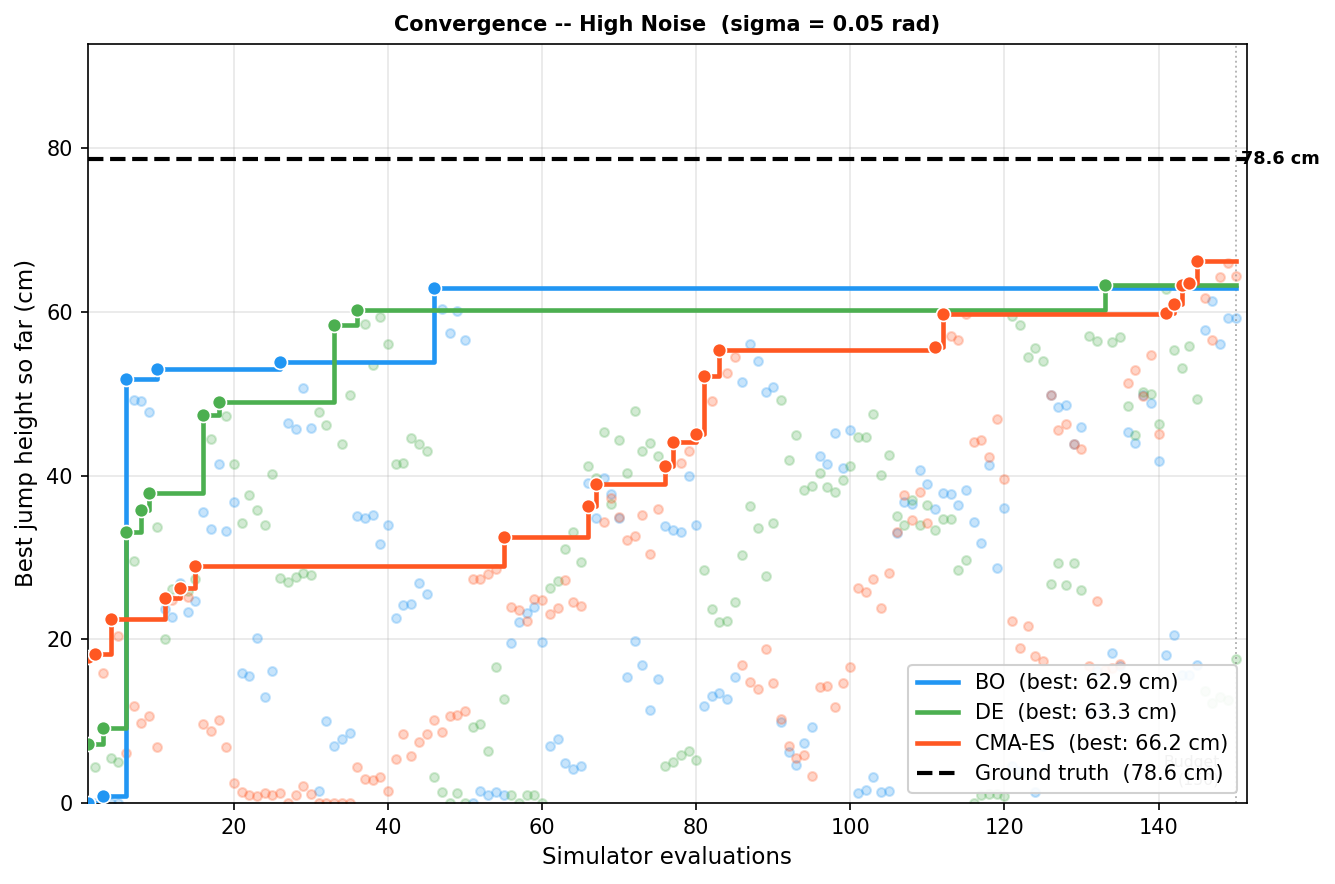 Convergence -- High Noise  (sigma = 0.05 rad)
Best jump height so far (cm)
80
60
40
20
0
78.6 cm
BO  (best: 62.9 cm)
DE  (best: 63.3 cm)
CMA-ES  (best: 66.2 cm)
Ground truth  (78.6 cm)
20
40
60
80
100
120
140
Simulator evaluations